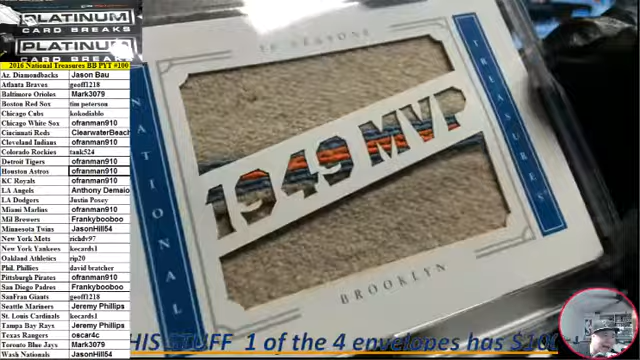 PLATINUM
CARD BREAKS
PLATINUM
CARD BREAKS
2016 National Treasures BB PYT #100
Az. Diamondbacks Jason Bau
Atlanta Braves geoff1218
Baltimore Orioles Mark3079
Boston Red Sox tim peterson
Chicago Cubs kokodiablo
Chicago White Sox ofranman910
Cincinnati Reds ClearwaterBeach
Cleveland Indians ofranman910
Colorado Rockies tank524
Detroit Tigers ofranman910
Houston Astros ofranman910
KC Royals ofranman910
LA Angels Anthony Demaio
LA Dodgers Justin Posey
Miami Marlins ofranman910
Mil Brewers Frankybooboo
Minnesota Twins JasonHill54
New York Mets richdv97
New York Yankees kecards1
Oakland Athletics rip20
Phil. Phillies david bratcher
Pittsburgh Pirates ofranman910
San Diego Padres Frankybooboo
SanFran Giants geoff1218
Seattle Mariners Jeremy Phillips
St. Louis Cardinals kecards1
Tampa Bay Rays Jeremy Phillips
Texas Rangers oscar4c
Toronto Blue Jays Mark3079
Wash Nationals JasonHill54
10 SEASONS
NATIONAL
1949 MVP
TREASURES
BROOKLYN
HIS STUFF 1 of the 4 envelopes has $100